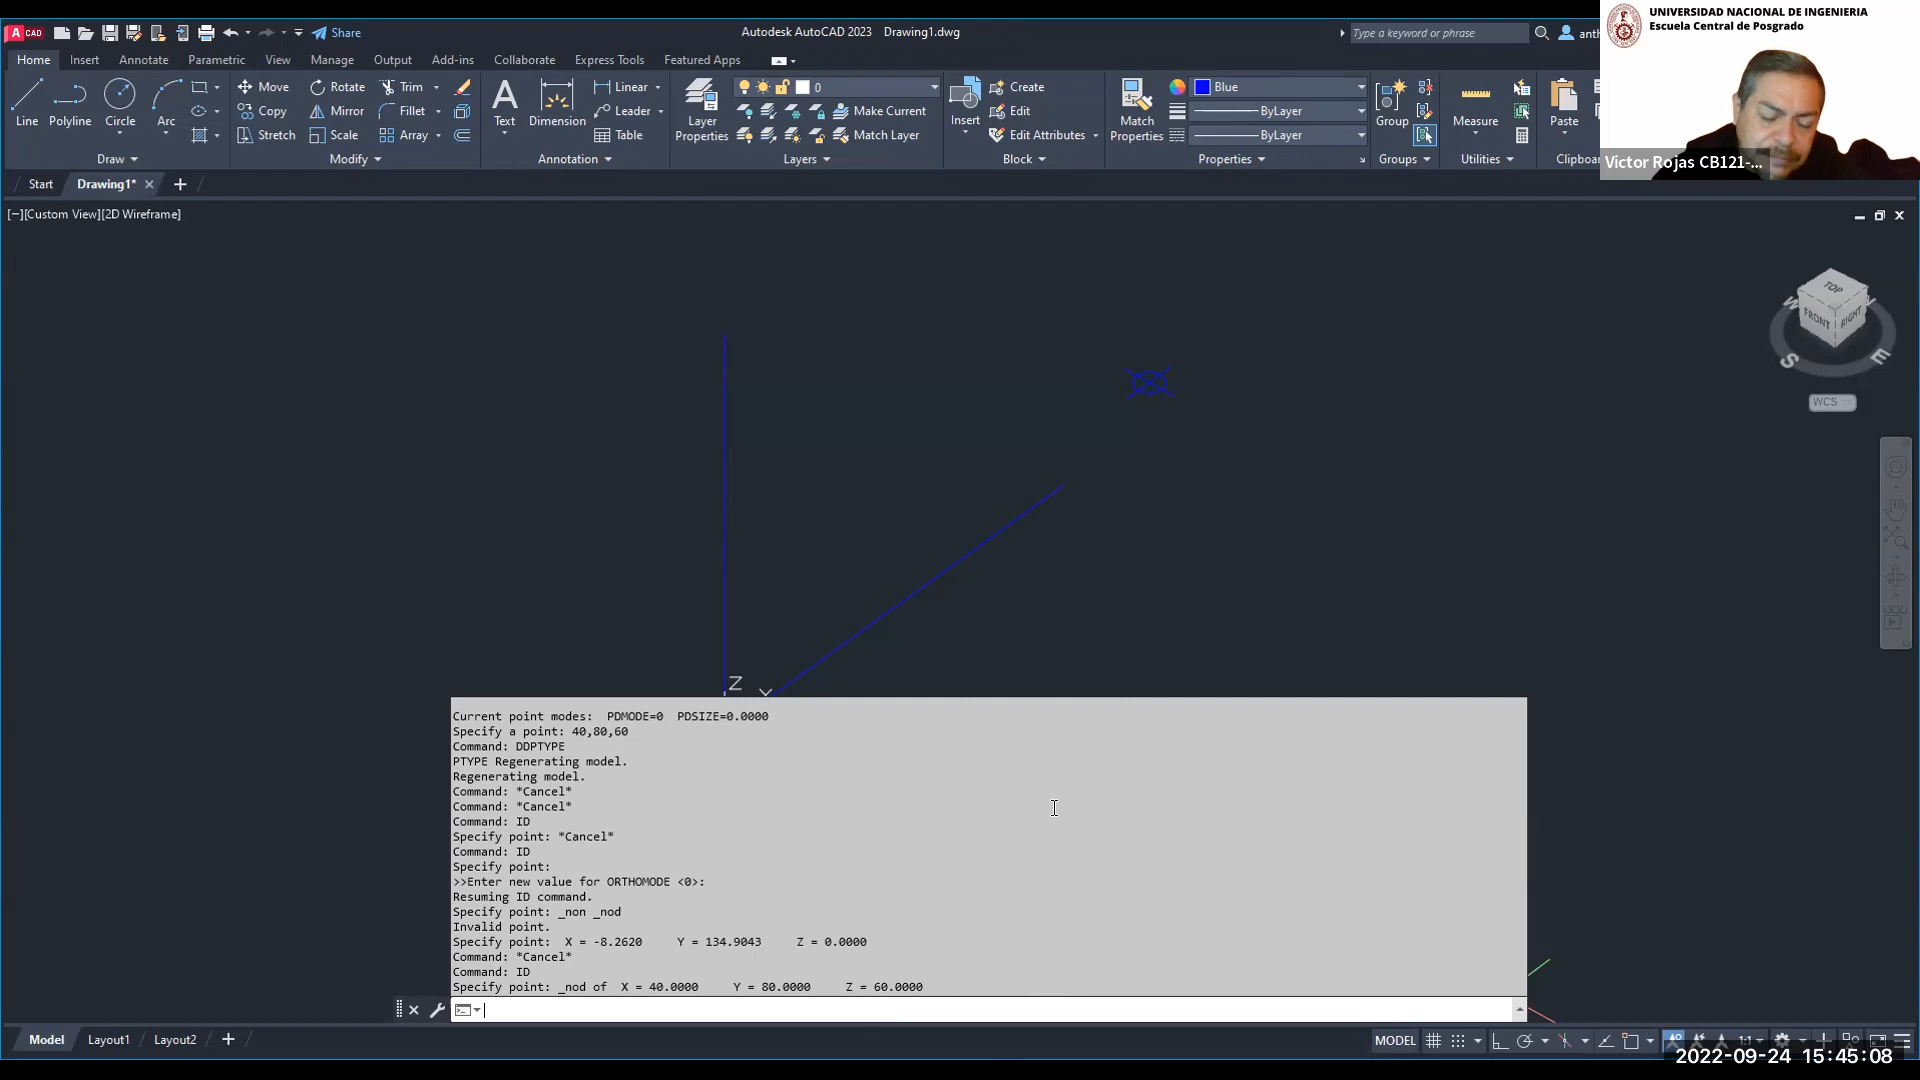 UNIVERSIDAD NACIONAL DE INGENIERIA
Escuela Central de Posgrado
A CAD
Share
Autodesk AutoCAD 2023 Drawing1.dwg
Type a keyword or phrase
Home Insert Annotate Parametric View Manage Output Add-ins Collaborate Express Tools Featured Apps
Line
Polyline
Circle
Arc
Draw
Move Rotate Trim
Copy Mirror Fillet
Stretch Scale Array
Modify
Text
Dimension
Linear
Leader
Table
Annotation
Layer
Properties
0
Make Current
Match Layer
Layers
Insert
Create
Edit
Edit Attributes
Block
Match
Properties
Blue
ByLayer
ByLayer
Properties
Group
Groups
Measure
Utilities
Paste
Victor Rojas CB121-...
Start Drawing1*
[−][Custom View][2D Wireframe]
TOP
FRONT
RIGHT
S
E
WCS
Z
Current point modes:  PDMODE=0  PDSIZE=0.0000
Specify a point: 40,80,60
Command: DDPTYPE
PTYPE Regenerating model.
Regenerating model.
Command: *Cancel*
Command: *Cancel*
Command: ID
Specify point: *Cancel*
Command: ID
Specify point:
>>Enter new value for ORTHOMODE <0>:
Resuming ID command.
Specify point: _non _nod
Invalid point.
Specify point:  X = -8.2620     Y = 134.9043     Z = 0.0000
Command: *Cancel*
Command: ID
Specify point: _nod of  X = 40.0000     Y = 80.0000     Z = 60.0000
Model Layout1 Layout2
MODEL
1:1
2022-09-24 15:45:08